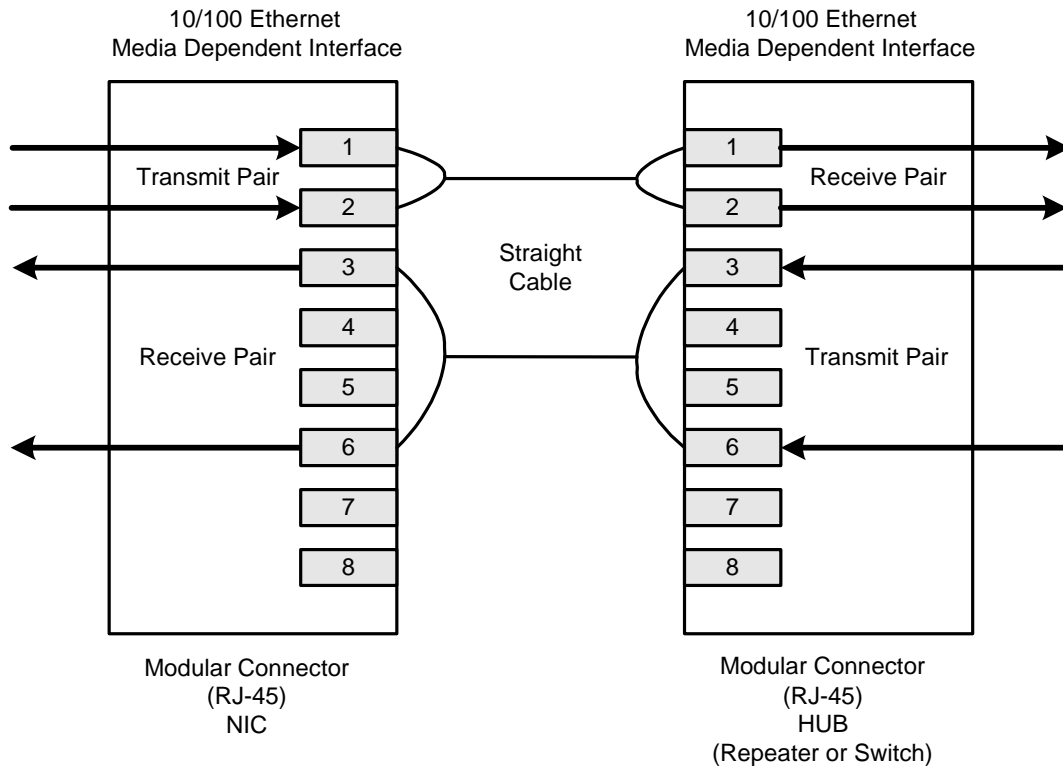 10/100 Ethernet
Media Dependent Interface
10/100 Ethernet
Media Dependent Interface
1
Transmit Pair
2
3
4
Receive Pair
5
6
7
8
Straight
Cable
1
Receive Pair
2
3
4
Transmit Pair
5
6
7
8
Modular Connector
(RJ-45)
NIC
Modular Connector
(RJ-45)
HUB
(Repeater or Switch)